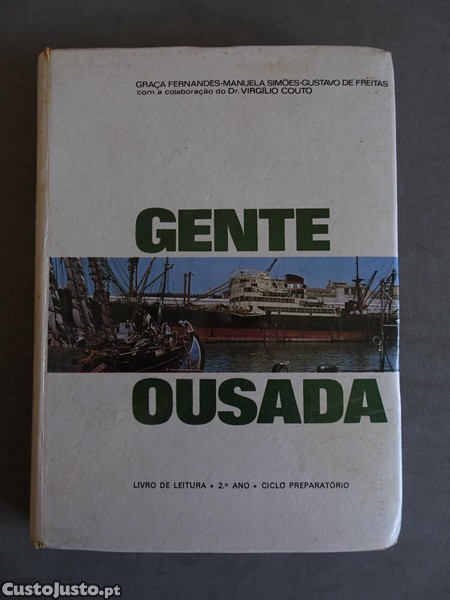 GRAÇA FERNANDES-MANUELA SIMÕES-GUSTAVO DE FREITAS
com a colaboração do Dr. VIRGÍLIO COUTO
GENTE
OUSADA
LIVRO DE LEITURA • 2.º ANO • CICLO PREPARATÓRIO
CustoJusto.pt